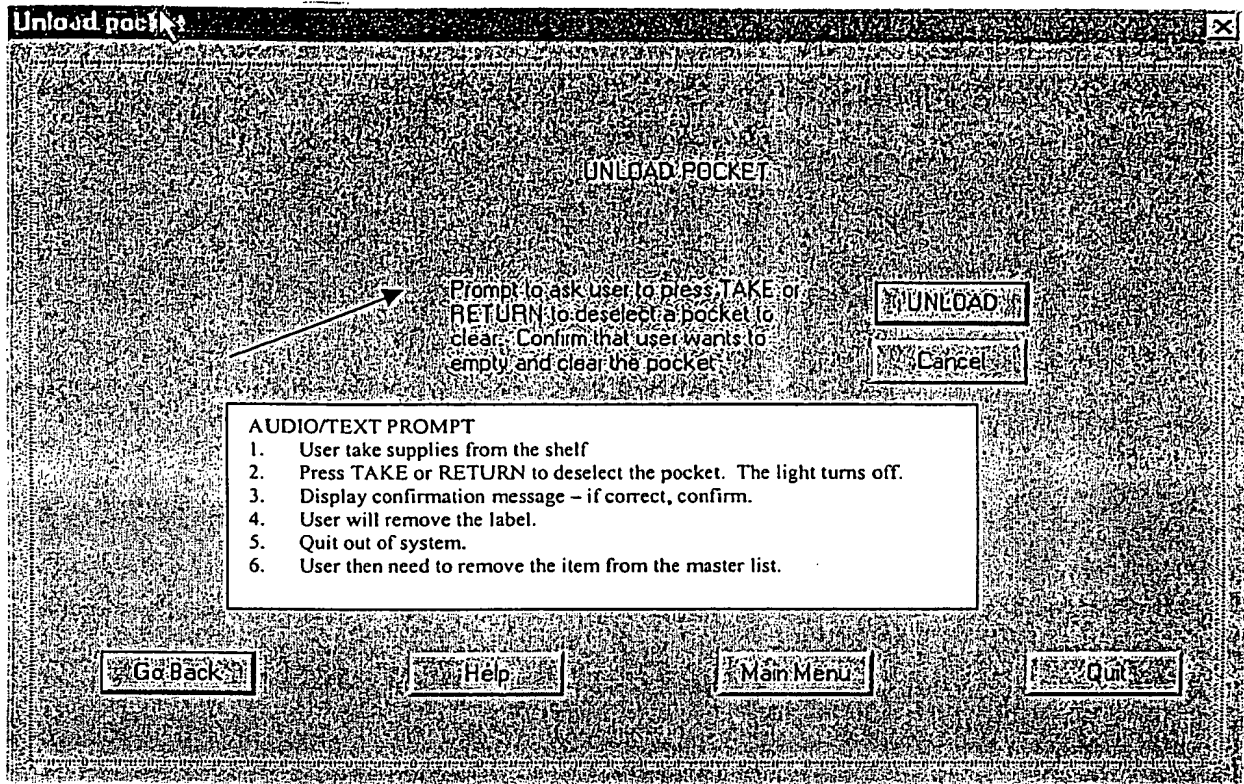 Unload pocket
UNLOAD POCKET
Prompt to ask user to press TAKE or
RETURN to deselect a pocket to
clear. Confirm that user wants to
empty and clear the pocket.
UNLOAD
Cancel
AUDIO/TEXT PROMPT
1. User take supplies from the shelf
2. Press TAKE or RETURN to deselect the pocket. The light turns off.
3. Display confirmation message – if correct, confirm.
4. User will remove the label.
5. Quit out of system.
6. User then need to remove the item from the master list.
Go Back Help Main Menu Quit